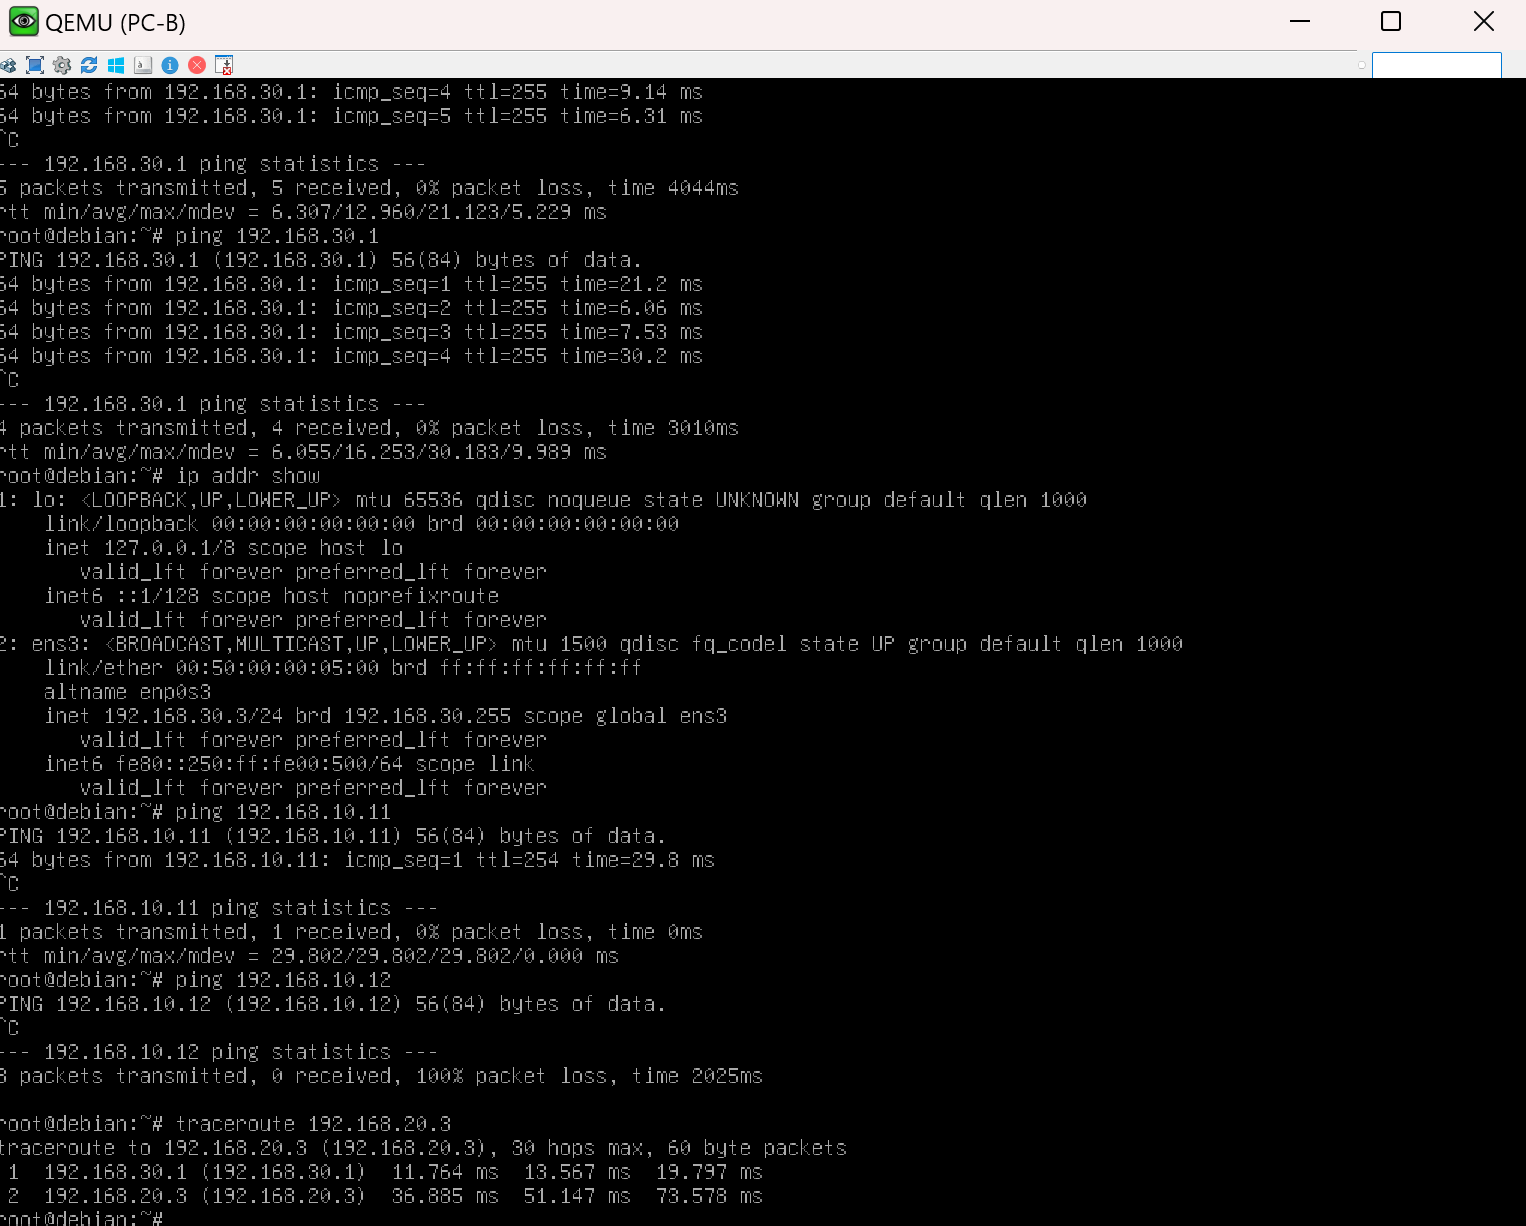 QEMU (PC-B)
64 bytes from 192.168.30.1: icmp_seq=4 ttl=255 time=9.14 ms
64 bytes from 192.168.30.1: icmp_seq=5 ttl=255 time=6.31 ms
^C
--- 192.168.30.1 ping statistics ---
5 packets transmitted, 5 received, 0% packet loss, time 4044ms
rtt min/avg/max/mdev = 6.307/12.960/21.123/5.229 ms
root@debian:~# ping 192.168.30.1
PING 192.168.30.1 (192.168.30.1) 56(84) bytes of data.
64 bytes from 192.168.30.1: icmp_seq=1 ttl=255 time=21.2 ms
64 bytes from 192.168.30.1: icmp_seq=2 ttl=255 time=6.06 ms
64 bytes from 192.168.30.1: icmp_seq=3 ttl=255 time=7.53 ms
64 bytes from 192.168.30.1: icmp_seq=4 ttl=255 time=30.2 ms
^C
--- 192.168.30.1 ping statistics ---
4 packets transmitted, 4 received, 0% packet loss, time 3010ms
rtt min/avg/max/mdev = 6.055/16.253/30.183/9.989 ms
root@debian:~# ip addr show
1: lo: <LOOPBACK,UP,LOWER_UP> mtu 65536 qdisc noqueue state UNKNOWN group default qlen 1000
link/loopback 00:00:00:00:00:00 brd 00:00:00:00:00:00
inet 127.0.0.1/8 scope host lo
valid_lft forever preferred_lft forever
inet6 ::1/128 scope host noprefixroute
valid_lft forever preferred_lft forever
2: ens3: <BROADCAST,MULTICAST,UP,LOWER_UP> mtu 1500 qdisc fq_codel state UP group default qlen 1000
link/ether 00:50:00:00:05:00 brd ff:ff:ff:ff:ff:ff
altname enp0s3
inet 192.168.30.3/24 brd 192.168.30.255 scope global ens3
valid_lft forever preferred_lft forever
inet6 fe80::250:ff:fe00:500/64 scope link
valid_lft forever preferred_lft forever
root@debian:~# ping 192.168.10.11
PING 192.168.10.11 (192.168.10.11) 56(84) bytes of data.
64 bytes from 192.168.10.11: icmp_seq=1 ttl=254 time=29.8 ms
^C
--- 192.168.10.11 ping statistics ---
1 packets transmitted, 1 received, 0% packet loss, time 0ms
rtt min/avg/max/mdev = 29.802/29.802/29.802/0.000 ms
root@debian:~# ping 192.168.10.12
PING 192.168.10.12 (192.168.10.12) 56(84) bytes of data.
^C
--- 192.168.10.12 ping statistics ---
3 packets transmitted, 0 received, 100% packet loss, time 2025ms
root@debian:~# traceroute 192.168.20.3
traceroute to 192.168.20.3 (192.168.20.3), 30 hops max, 60 byte packets
1 192.168.30.1 (192.168.30.1) 11.764 ms 13.567 ms 19.797 ms
2 192.168.20.3 (192.168.20.3) 36.885 ms 51.147 ms 73.578 ms
root@debian:~#